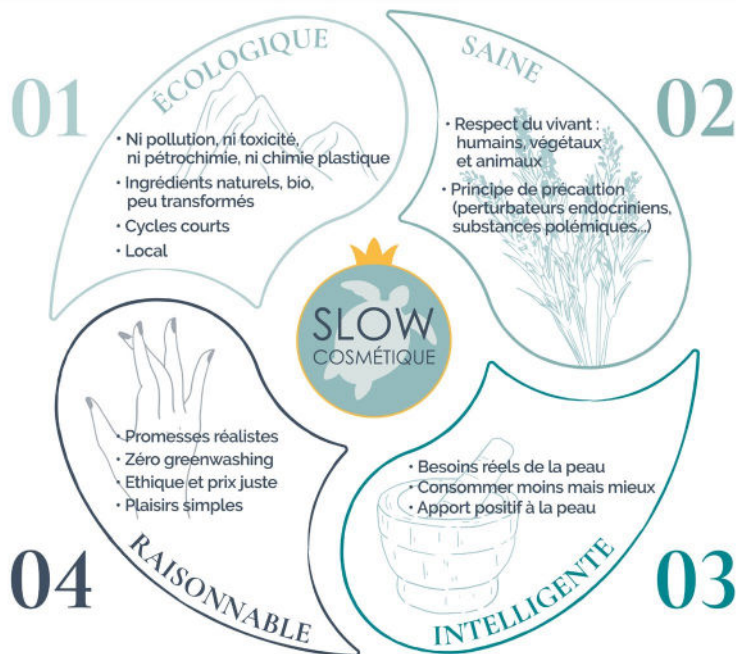 01
ÉCOLOGIQUE
• Ni pollution, ni toxicité,
ni pétrochimie, ni chimie plastique
• Ingrédients naturels, bio,
peu transformés
• Cycles courts
• Local
SAINE
02
• Respect du vivant :
humains, végétaux
et animaux
• Principe de précaution
(perturbateurs endocriniens,
substances polémiques...)
SLOW
COSMÉTIQUE
• Besoins réels de la peau
• Consommer moins mais mieux
• Apport positif à la peau
INTELLIGENTE
03
• Promesses réalistes
• Zéro greenwashing
• Ethique et prix juste
• Plaisirs simples
04
RAISONNABLE